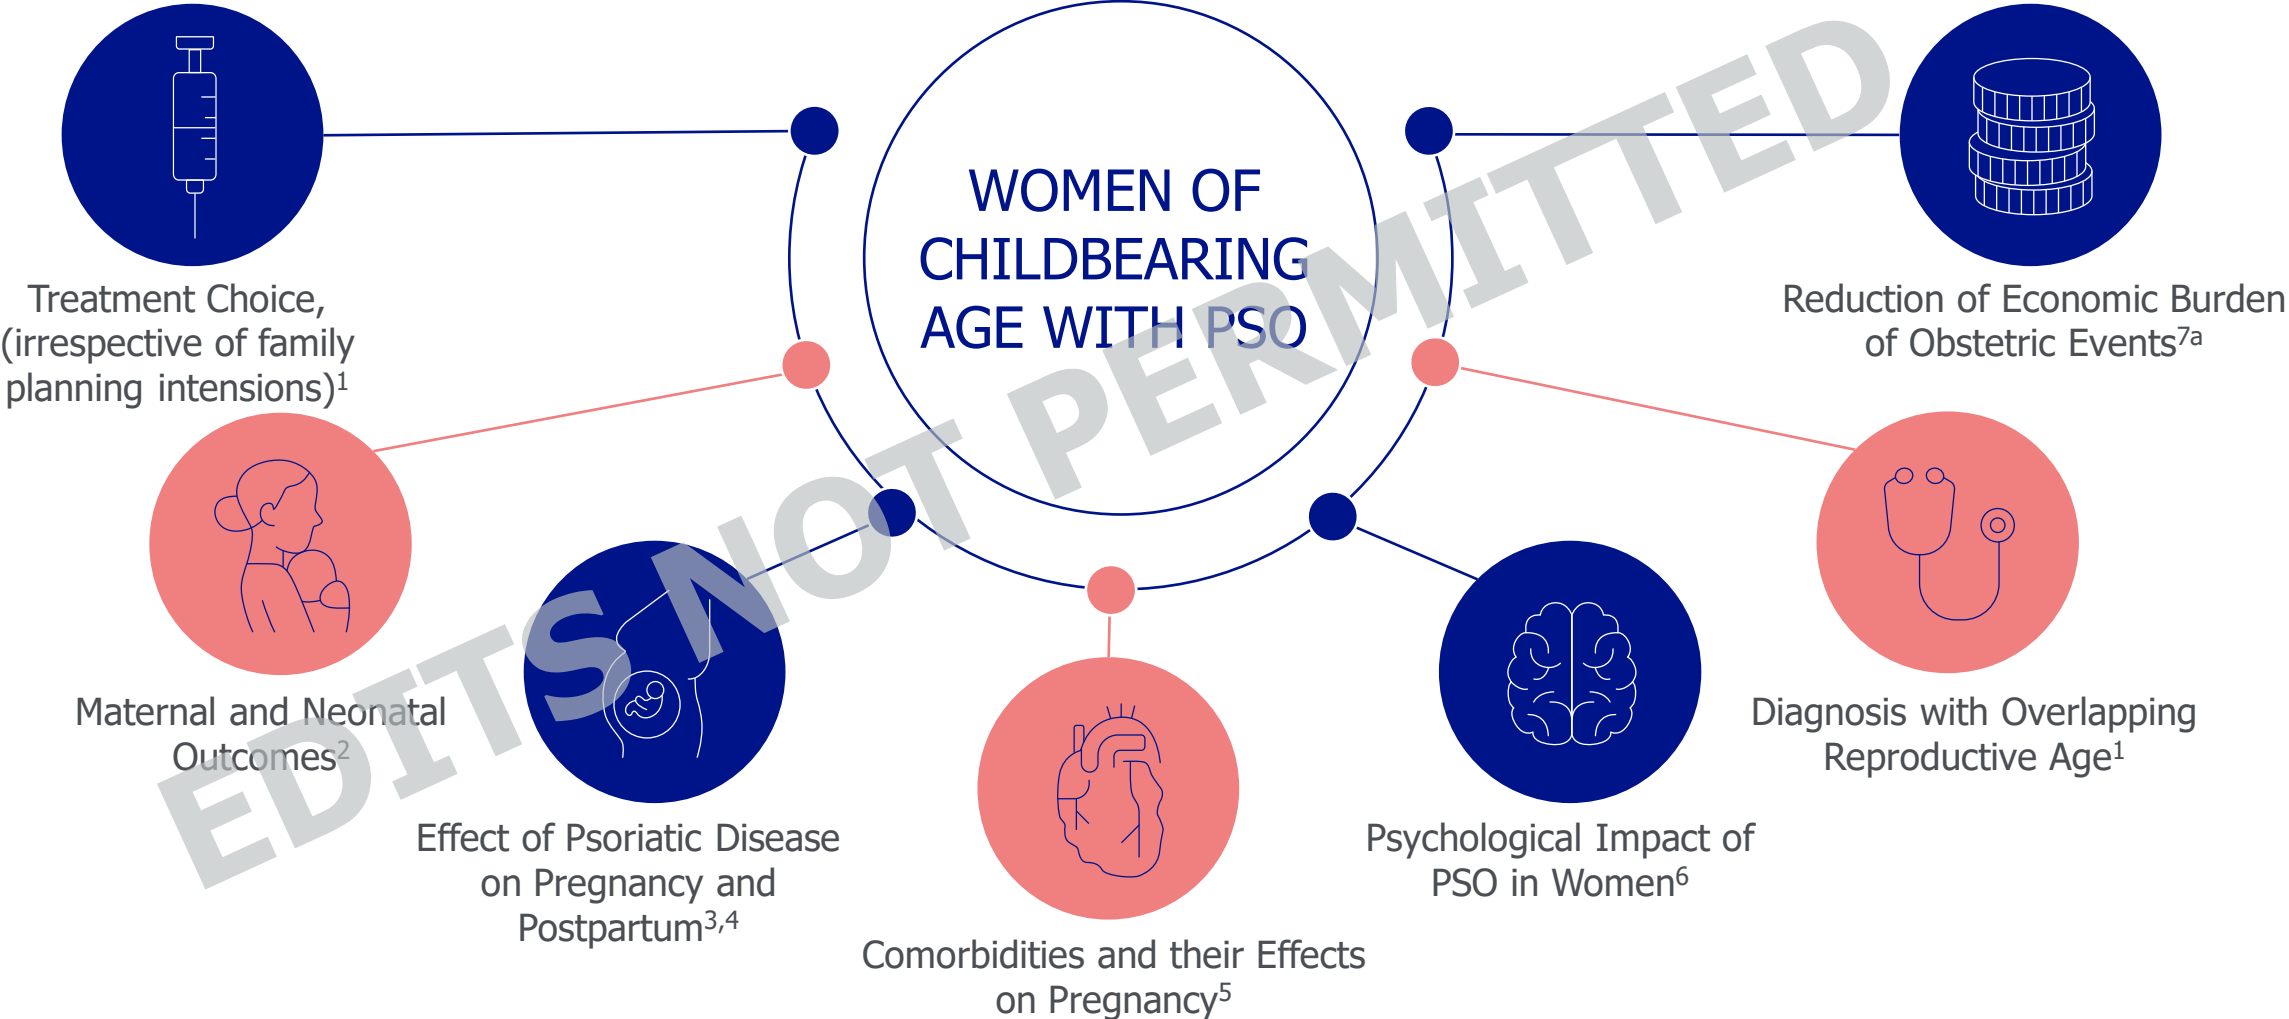 WOMEN OF
CHILDBEARING
AGE WITH PSO
Treatment Choice,
(irrespective of family
planning intensions)1
Maternal and Neonatal
Outcomes2
Effect of Psoriatic Disease
on Pregnancy and
Postpartum3,4
Comorbidities and their Effects
on Pregnancy5
Psychological Impact of
PSO in Women6
Diagnosis with Overlapping
Reproductive Age1
Reduction of Economic Burden
of Obstetric Events7a
EDITS NOT PERMITTED